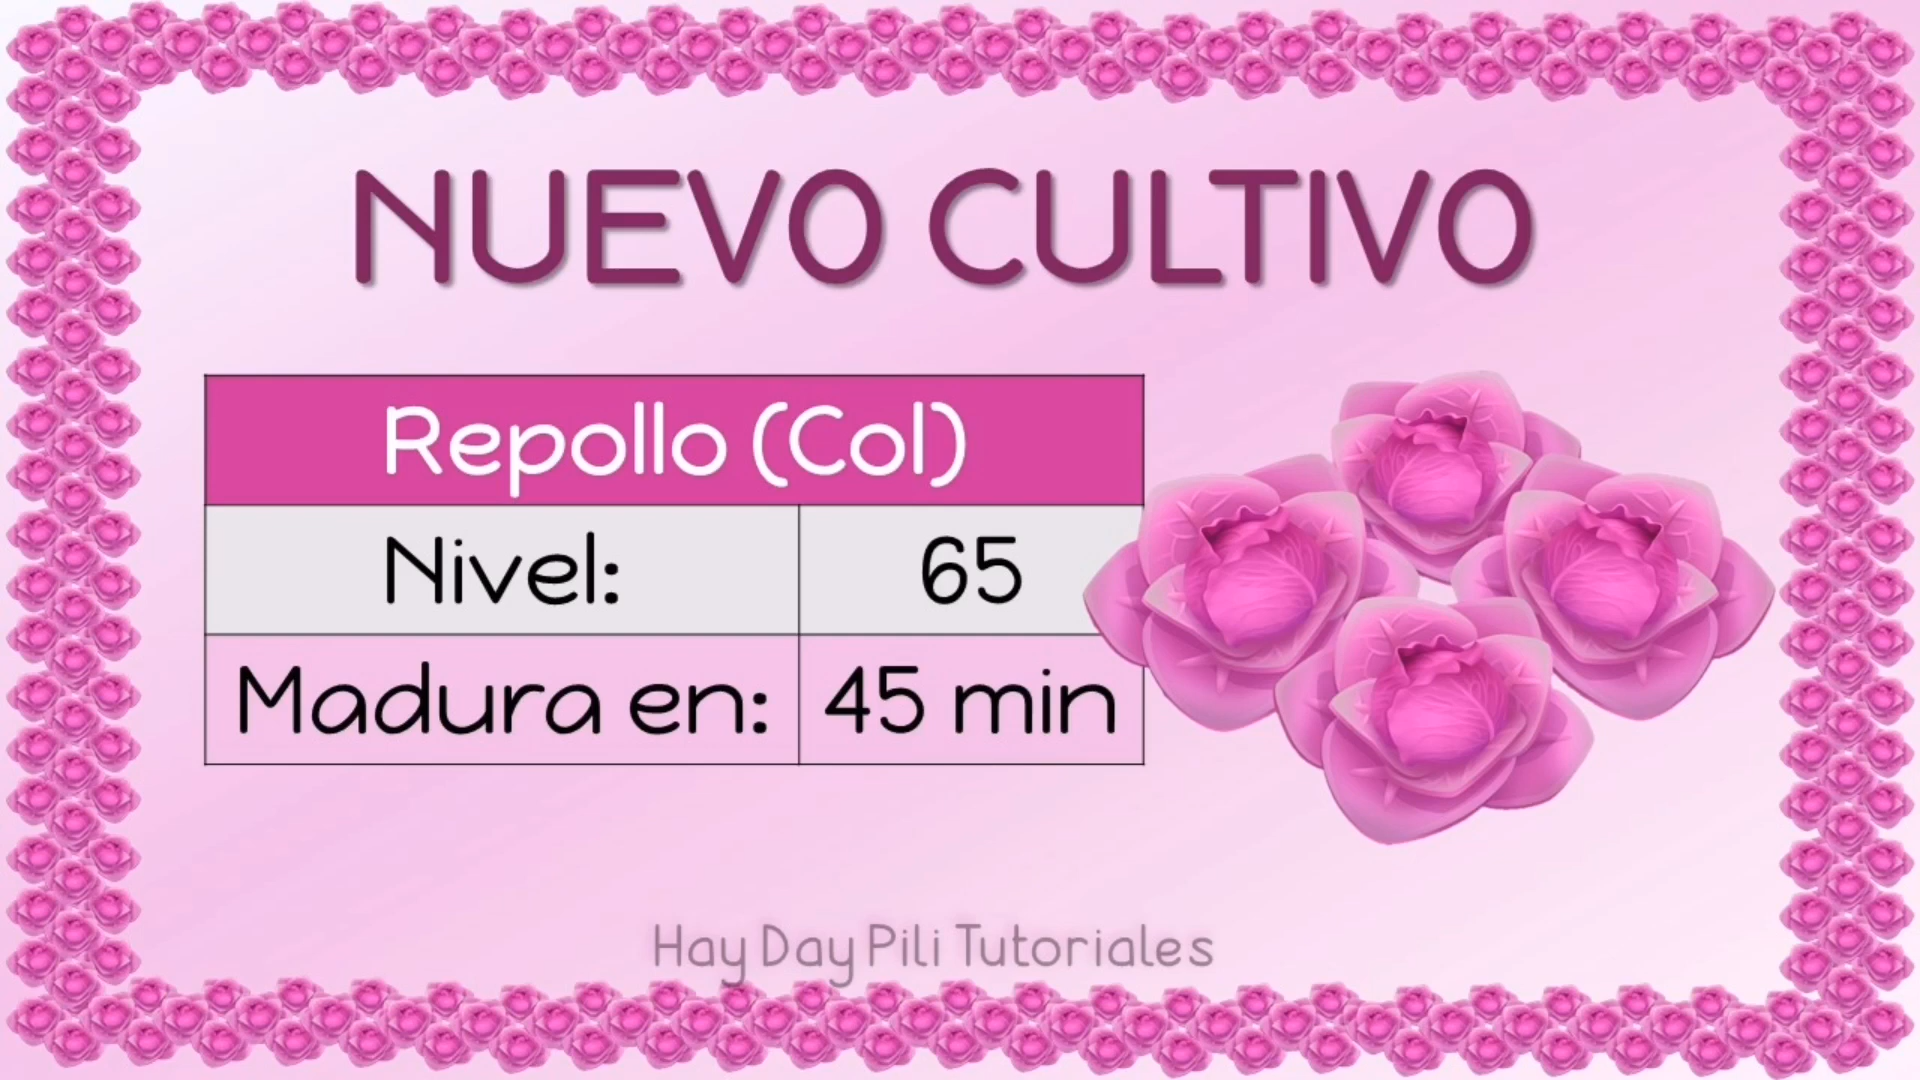 NUEVO CULTIVO
Repollo (Col)
Nivel: 65
Madura en: 45 min
Hay Day Pili Tutoriales